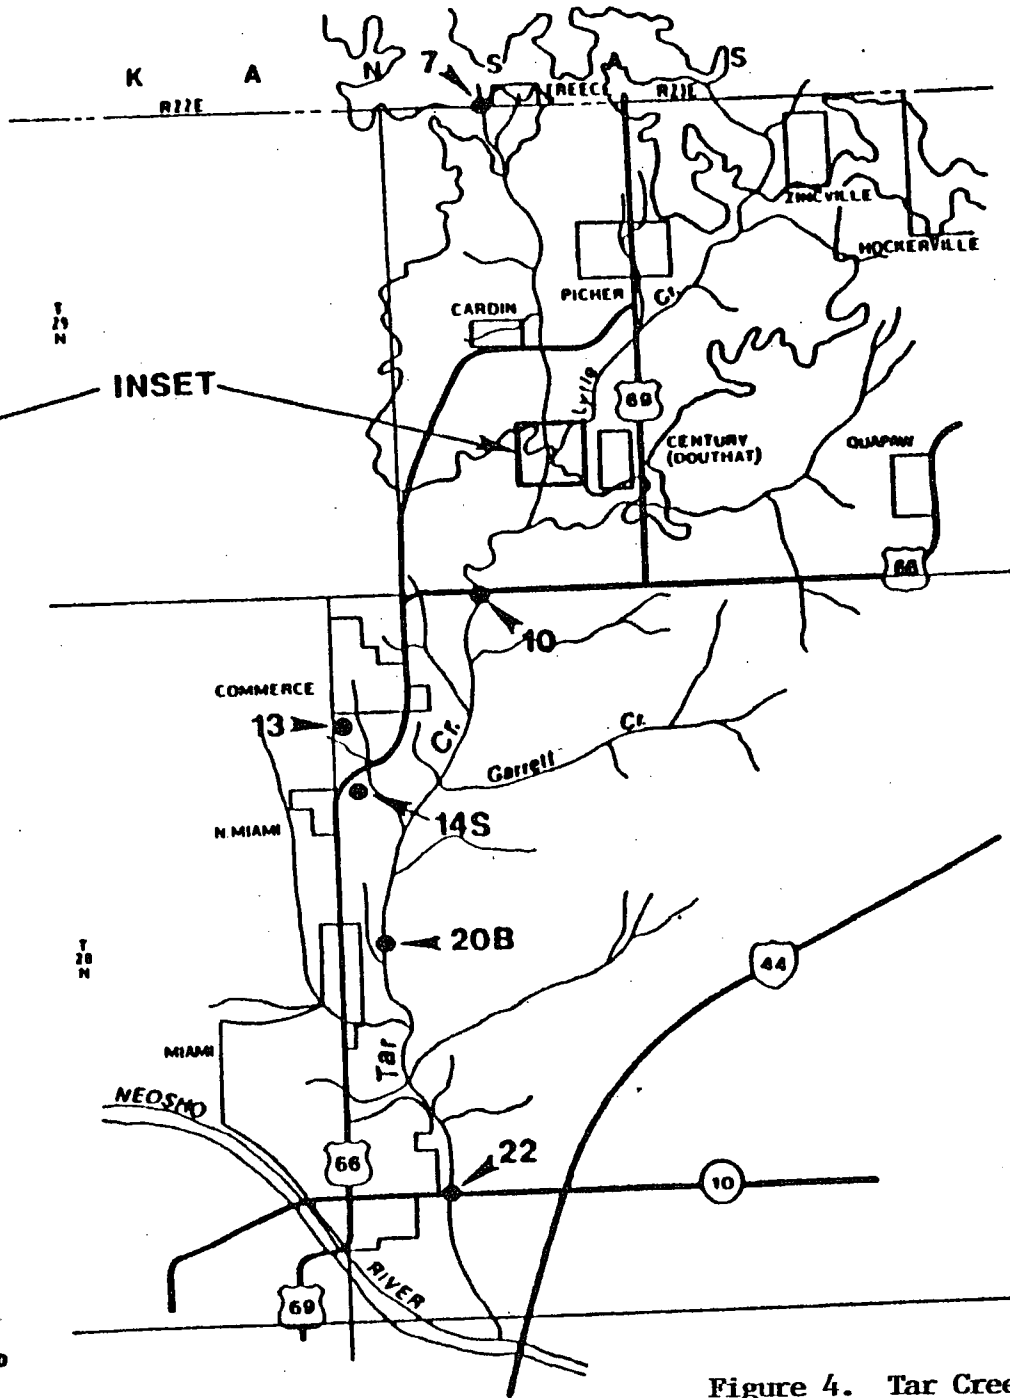 K A N S A S
7
R22E
TREECE
R23E
ZINCVILLE
HOCKERVILLE
PICHER
CARDIN
T
29
N
INSET
Lytle
Cr.
69
CENTURY
(DOUTHAT)
QUAPAW
66
10
COMMERCE
13
Cr.
Garrett
Cr.
14S
N. MIAMI
20B
44
T
28
N
Tar
MIAMI
NEOSHO
66
22
10
RIVER
69
Figure 4. Tar Cree